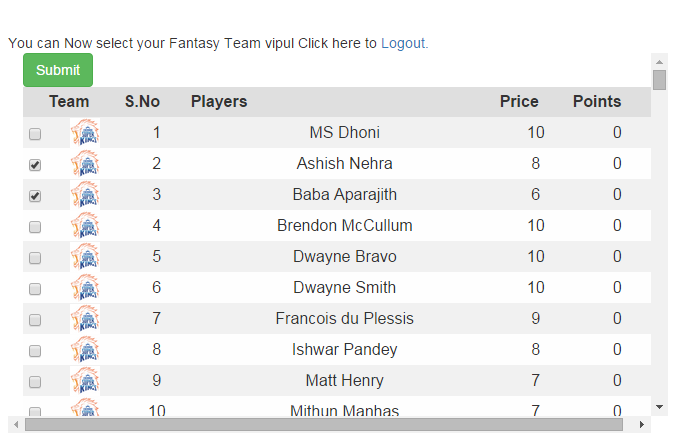 You can Now select your Fantasy Team vipul Click here to Logout.
Submit
Team S.No Players Price Points
1 MS Dhoni 10 0
2 Ashish Nehra 8 0
3 Baba Aparajith 6 0
4 Brendon McCullum 10 0
5 Dwayne Bravo 10 0
6 Dwayne Smith 10 0
7 Francois du Plessis 9 0
8 Ishwar Pandey 8 0
9 Matt Henry 7 0
10 Mithun Manhas 7 0